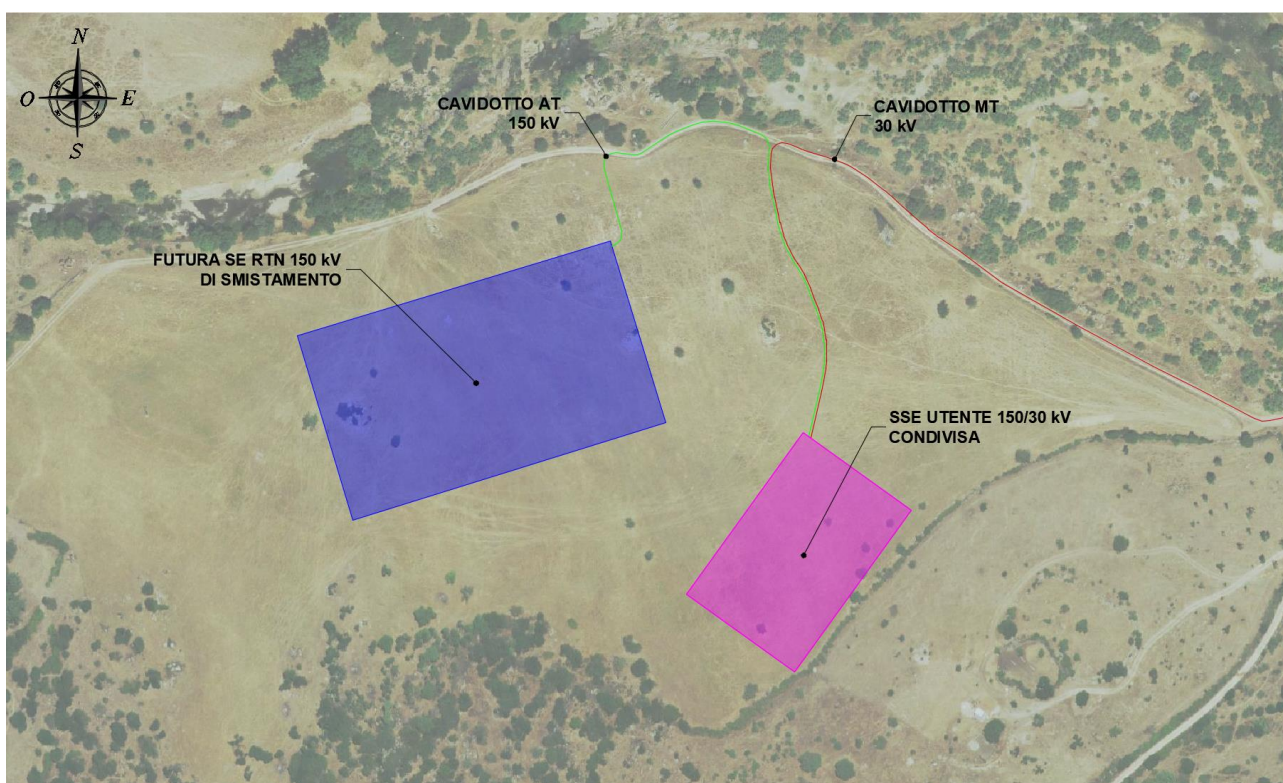 N
O E
S
CAVIDOTTO AT
150 kV
CAVIDOTTO MT
30 kV
FUTURA SE RTN 150 kV
DI SMISTAMENTO
SSE UTENTE 150/30 kV
CONDIVISA